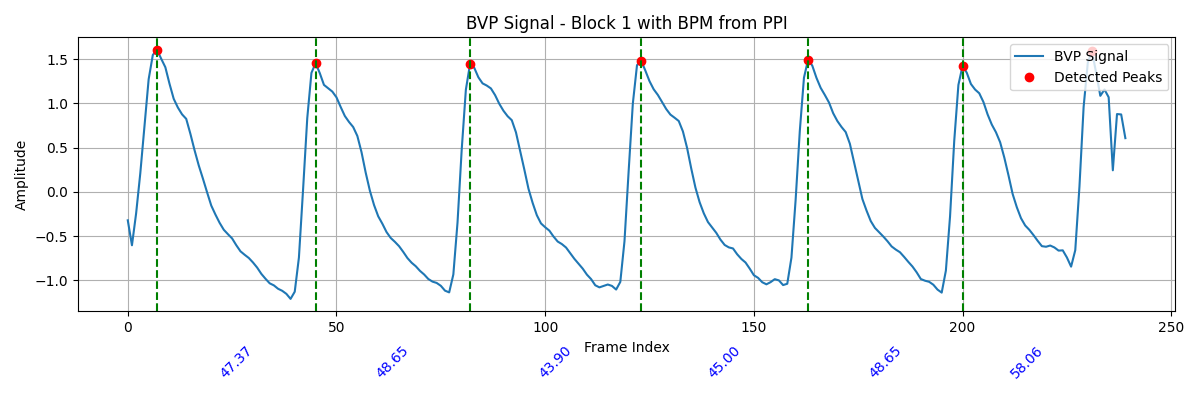 BVP Signal - Block 1 with BPM from PPI
Amplitude
1.5
1.0
0.5
0.0
−0.5
−1.0
BVP Signal
Detected Peaks
0 50 100 150 200 250
Frame Index
47.37 48.65 43.90 45.00 48.65 58.06